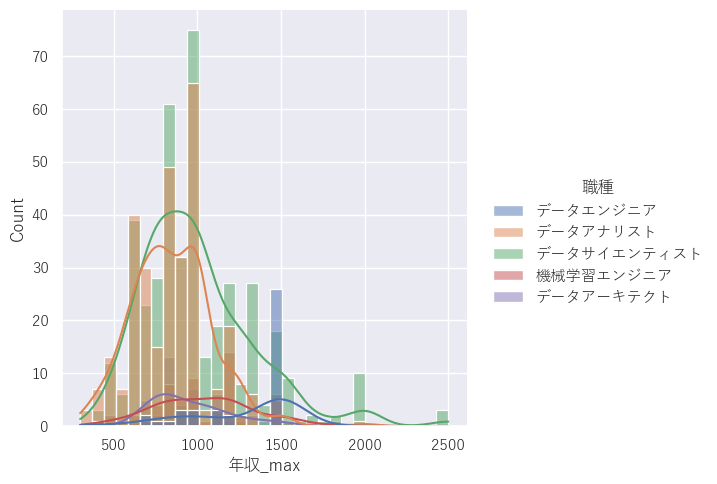 70
60
50
40
30
20
10
0
Count
500
1000
1500
2000
2500
年収_max
職種
データエンジニア
データアナリスト
データサイエンティスト
機械学習エンジニア
データアーキテクト